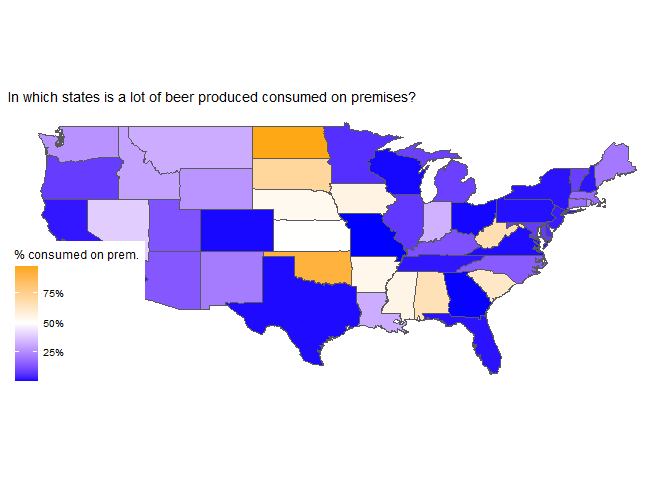 In which states is a lot of beer produced consumed on premises?
% consumed on prem.
75%
50%
25%